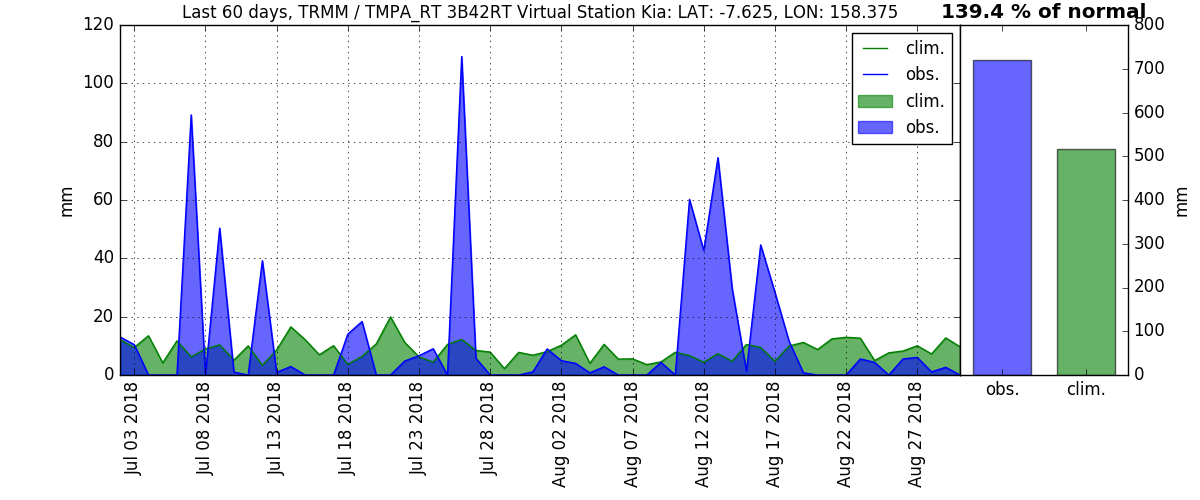 Last 60 days, TRMM / TMPA_RT 3B42RT Virtual Station Kia: LAT: -7.625, LON: 158.375
139.4 % of normal
120
100
80
60
40
20
0
mm
clim.
obs.
clim.
obs.
800
700
600
500
400
300
200
100
0
mm
Jul 03 2018
Jul 08 2018
Jul 13 2018
Jul 18 2018
Jul 23 2018
Jul 28 2018
Aug 02 2018
Aug 07 2018
Aug 12 2018
Aug 17 2018
Aug 22 2018
Aug 27 2018
obs.
clim.